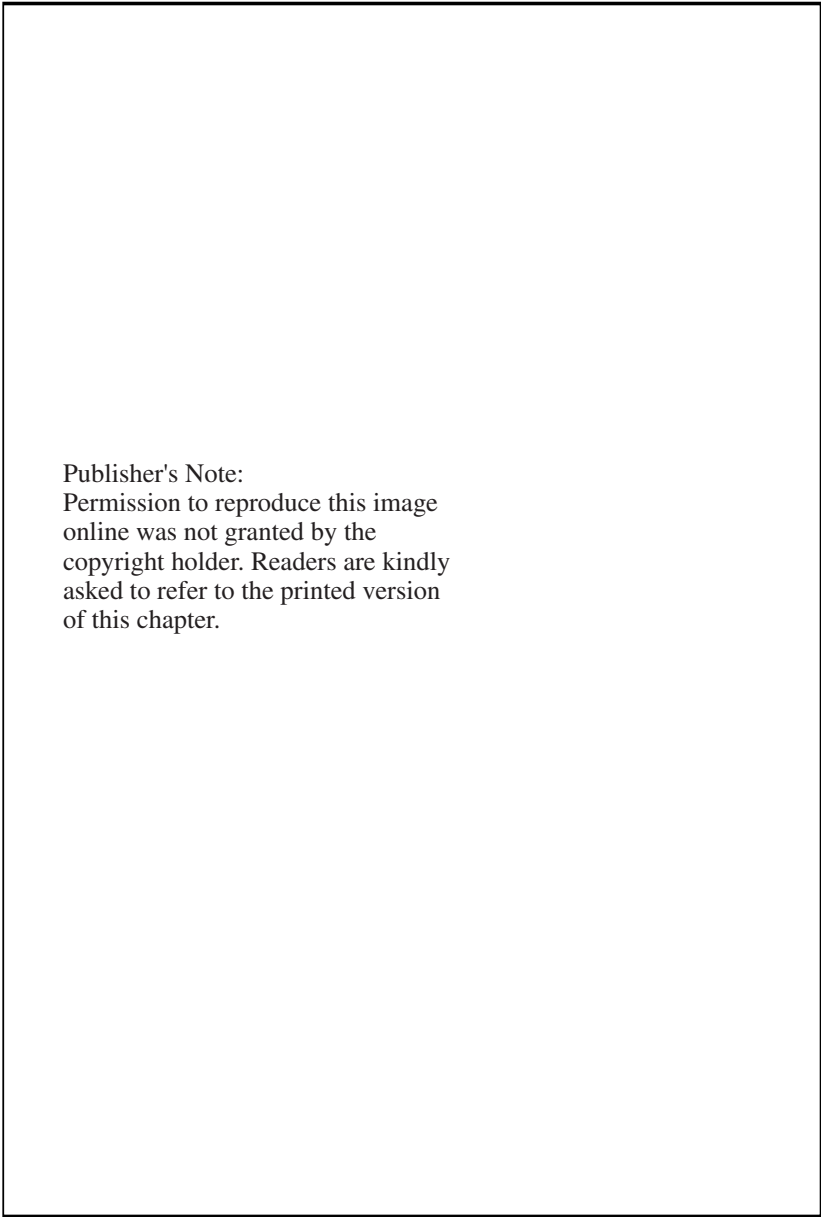 Publisher's Note:
Permission to reproduce this image
online was not granted by the
copyright holder. Readers are kindly
asked to refer to the printed version
of this chapter.